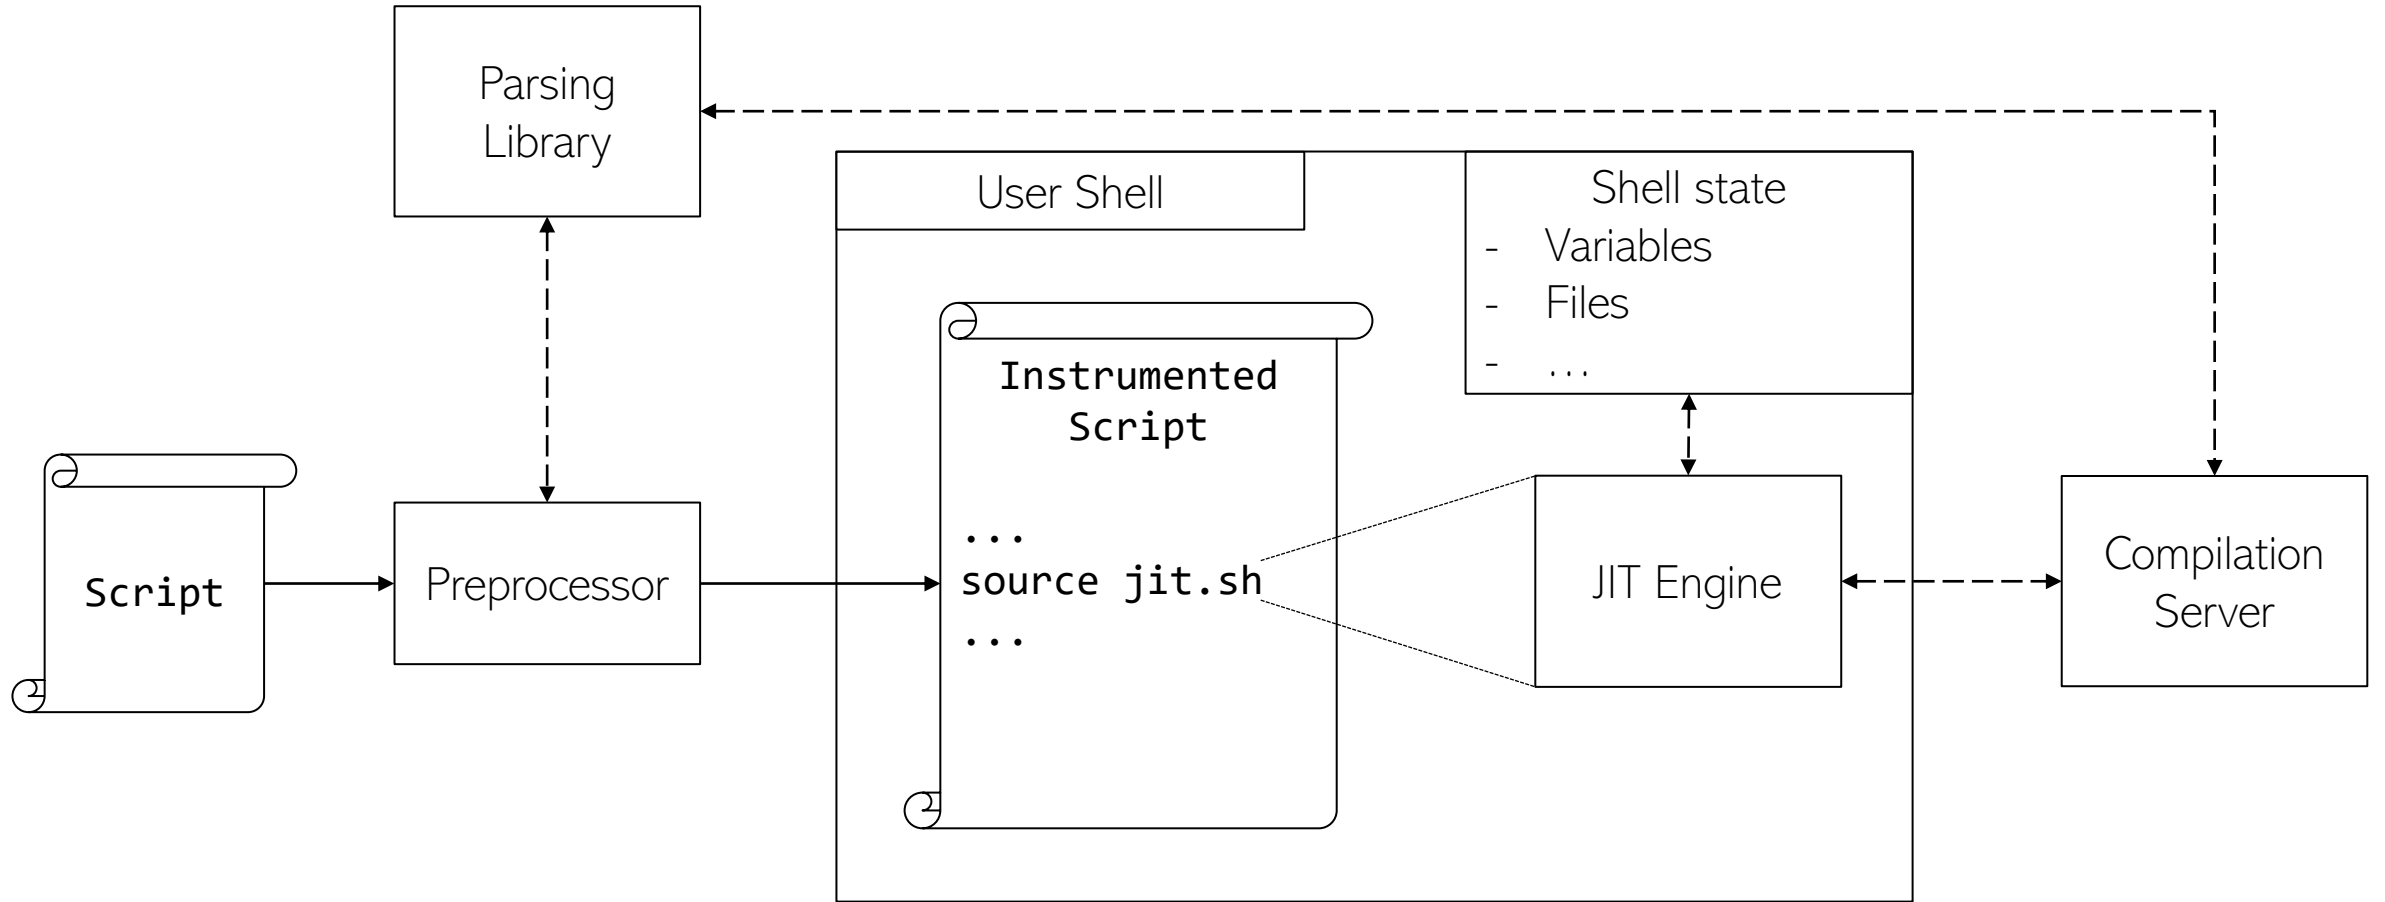 Parsing
Library
User Shell
Shell state
- Variables
- Files
- ...
Instrumented
Script
...
source jit.sh
...
Script
Preprocessor
JIT Engine
Compilation
Server